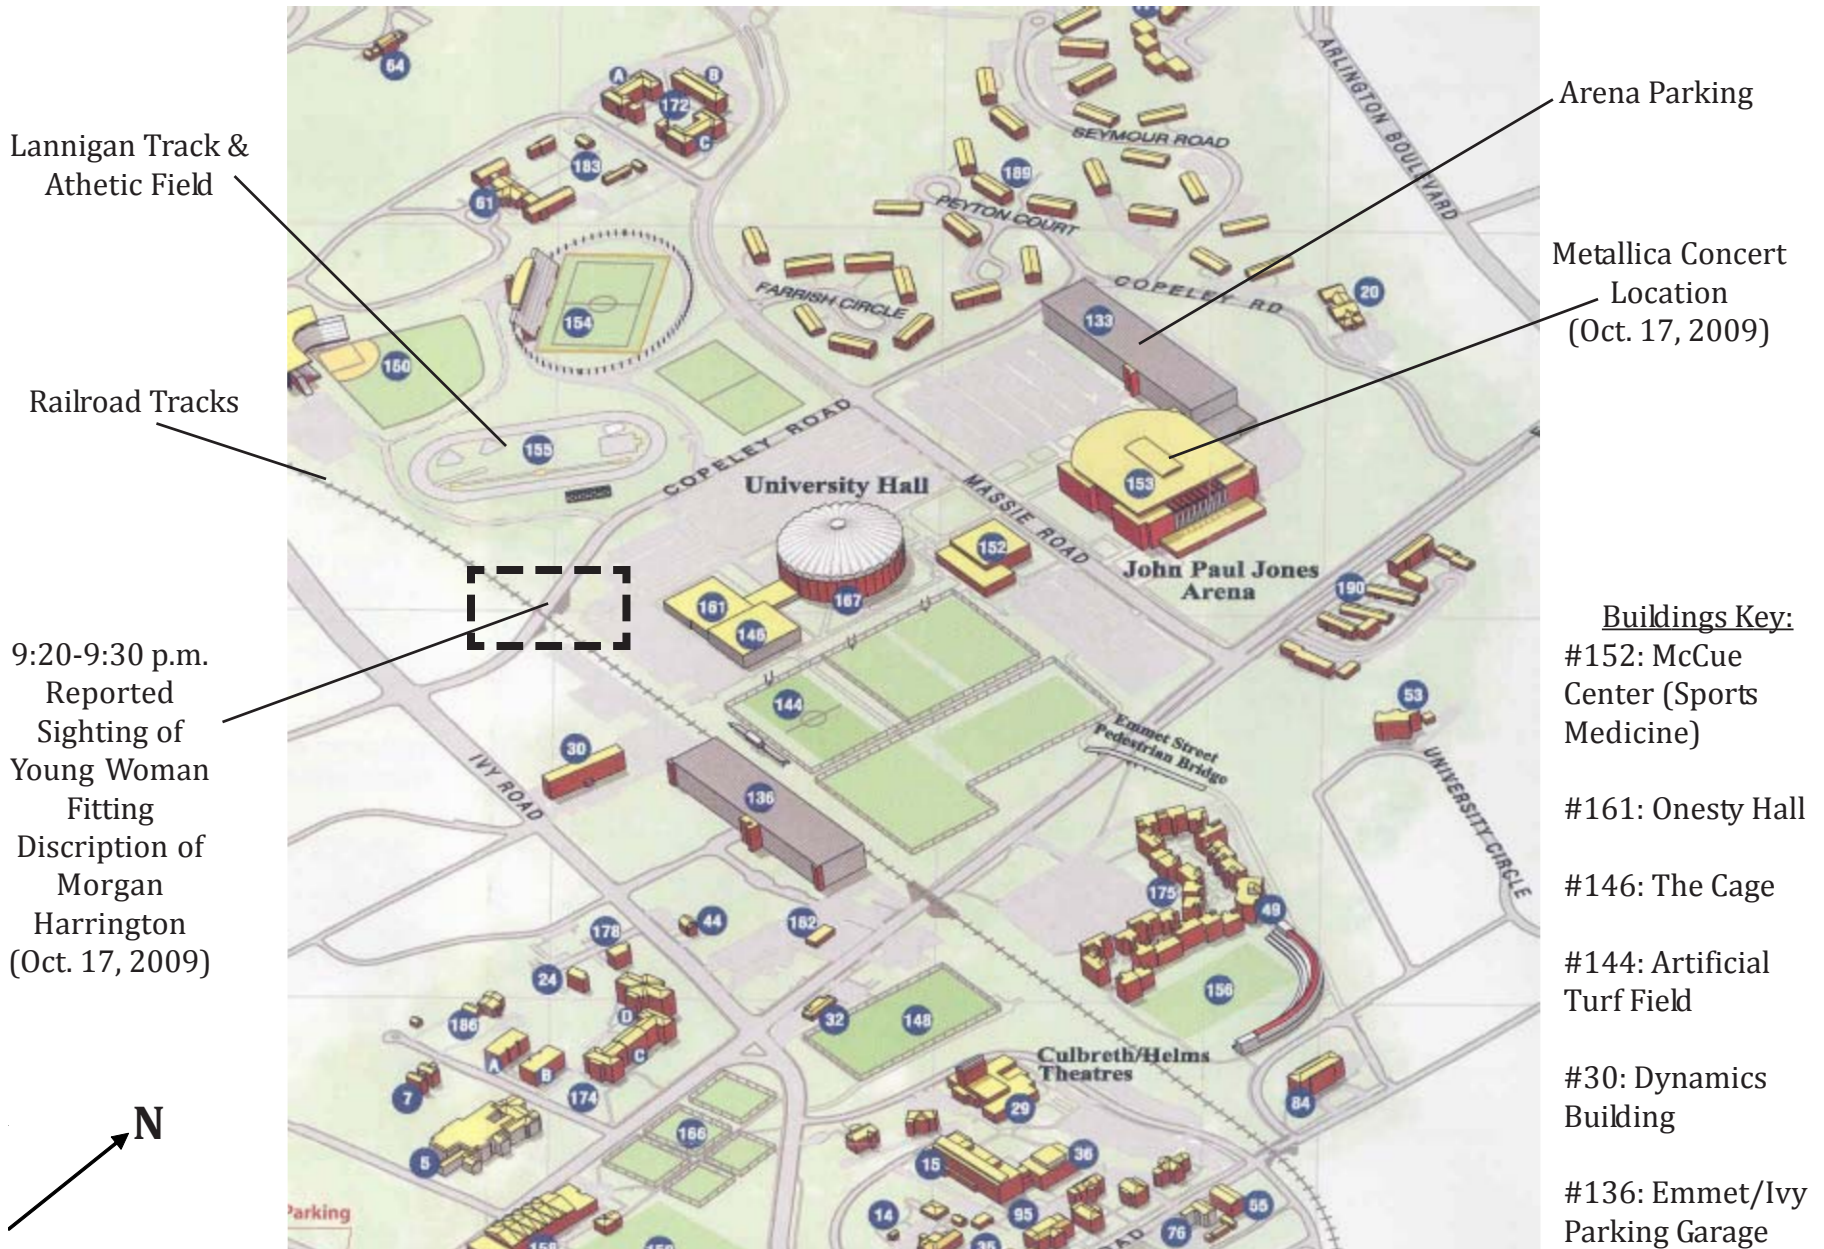 Lannigan Track &
Athetic Field
Railroad Tracks
9:20-9:30 p.m.
Reported
Sighting of
Young Woman
Fitting
Discription of
Morgan
Harrington
(Oct. 17, 2009)
N
Arena Parking
Metallica Concert
Location
(Oct. 17, 2009)
Buildings Key:
#152: McCue
Center (Sports
Medicine)
#161: Onesty Hall
#146: The Cage
#144: Artificial
Turf Field
#30: Dynamics
Building
#136: Emmet/Ivy
Parking Garage
64
A
B
172
C
183
61
ARLINGTON BOULEVARD
SEYMOUR ROAD
189
PEYTON COURT
COPELEY RD
20
FARRISH CIRCLE
133
154
150
155
COPELEY ROAD
University Hall
MASSIE ROAD
153
152
John Paul Jones
Arena
161
167
146
190
144
53
Emmet Street
Pedestrian Bridge
UNIVERSITY CIRCLE
30
IVY ROAD
136
175
49
44
182
178
24
156
186
D
32
148
C
A
B
Culbreth/Helms
Theatres
7
174
29
84
166
5
15
36
Parking
14
95
55
76
35
158
159
ROAD